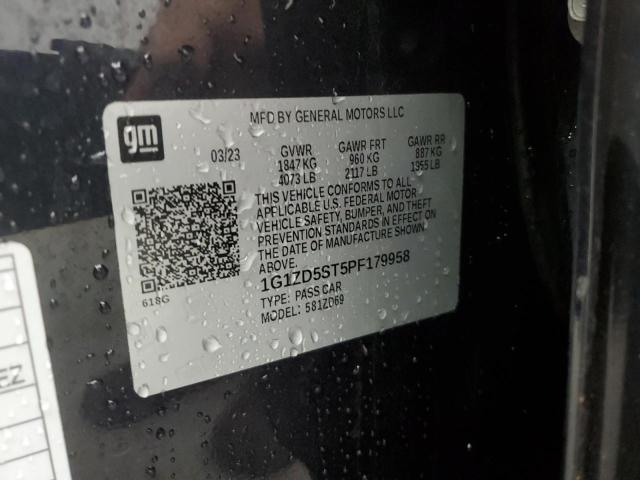 gm
MFD BY GENERAL MOTORS LLC
03/23 GVWR GAWR FRT GAWR RR
1847 KG 960 KG 887 KG
4073 LB 2117 LB 1955 LB
THIS VEHICLE CONFORMS TO ALL
APPLICABLE U.S. FEDERAL MOTOR
VEHICLE SAFETY, BUMPER, AND THEFT
PREVENTION STANDARDS IN EFFECT ON
THE DATE OF MANUFACTURE SHOWN
ABOVE.
1G1ZD5ST5PF179958
TYPE: PASS CAR
MODEL: 581ZD69
618G
EZ